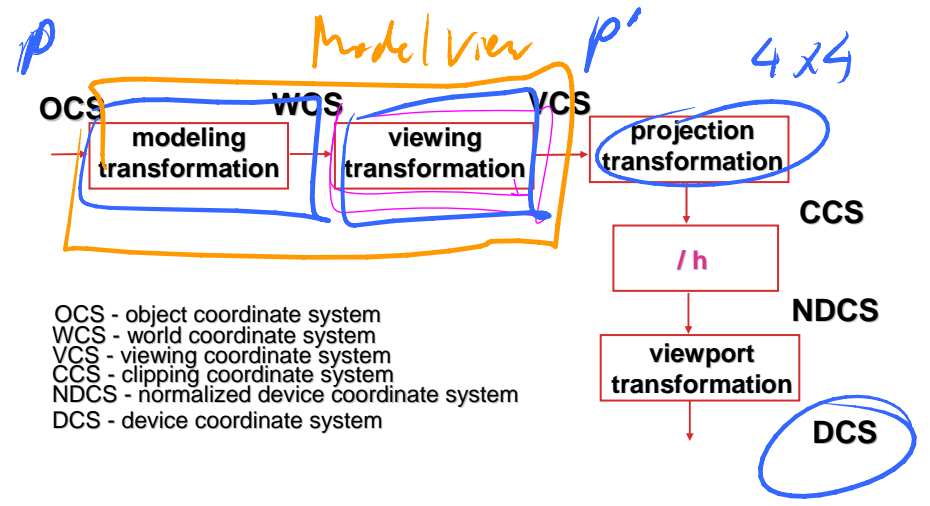 p
Model View
p'
4x4
OCS
WCS
VCS
modeling
transformation
viewing
transformation
projection
transformation
CCS
/ h
NDCS
viewport
transformation
DCS
OCS - object coordinate system
WCS - world coordinate system
VCS - viewing coordinate system
CCS - clipping coordinate system
NDCS - normalized device coordinate system
DCS - device coordinate system